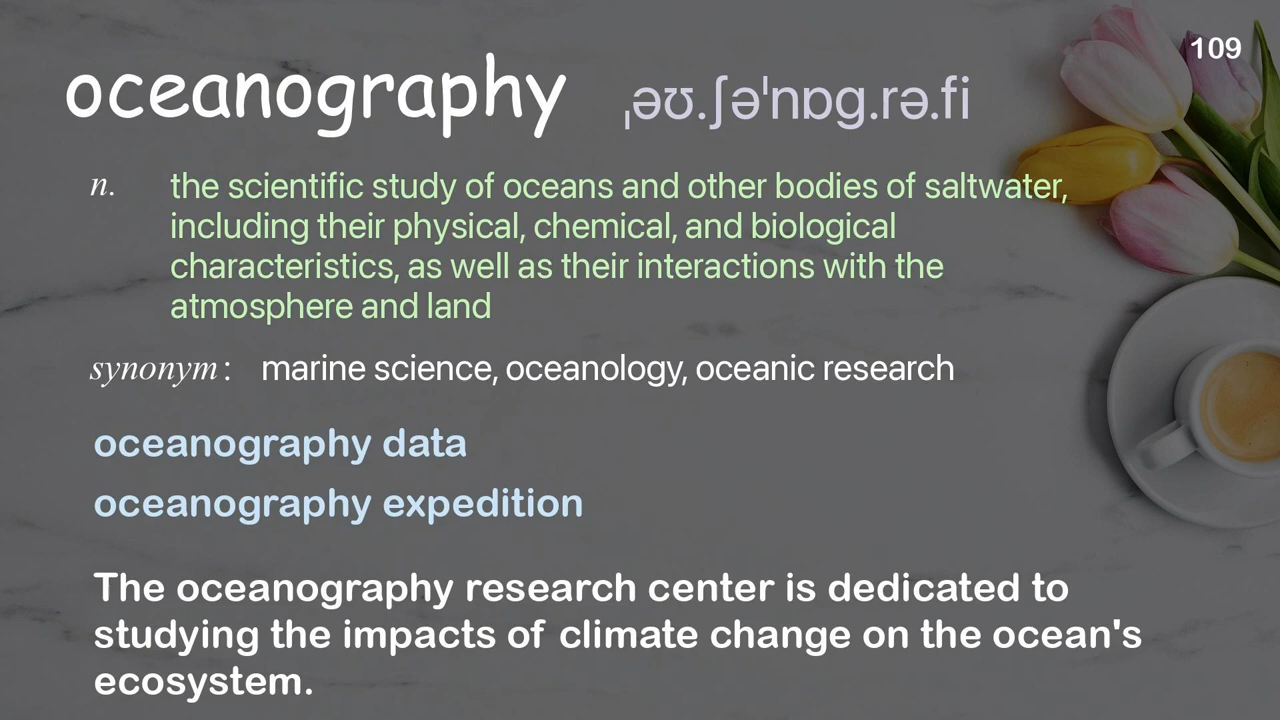 109
oceanography ˌəʊ.ʃəˈnɒg.rə.fi
n. the scientific study of oceans and other bodies of saltwater,
including their physical, chemical, and biological
characteristics, as well as their interactions with the
atmosphere and land
synonym: marine science, oceanology, oceanic research
oceanography data
oceanography expedition
The oceanography research center is dedicated to
studying the impacts of climate change on the ocean's
ecosystem.